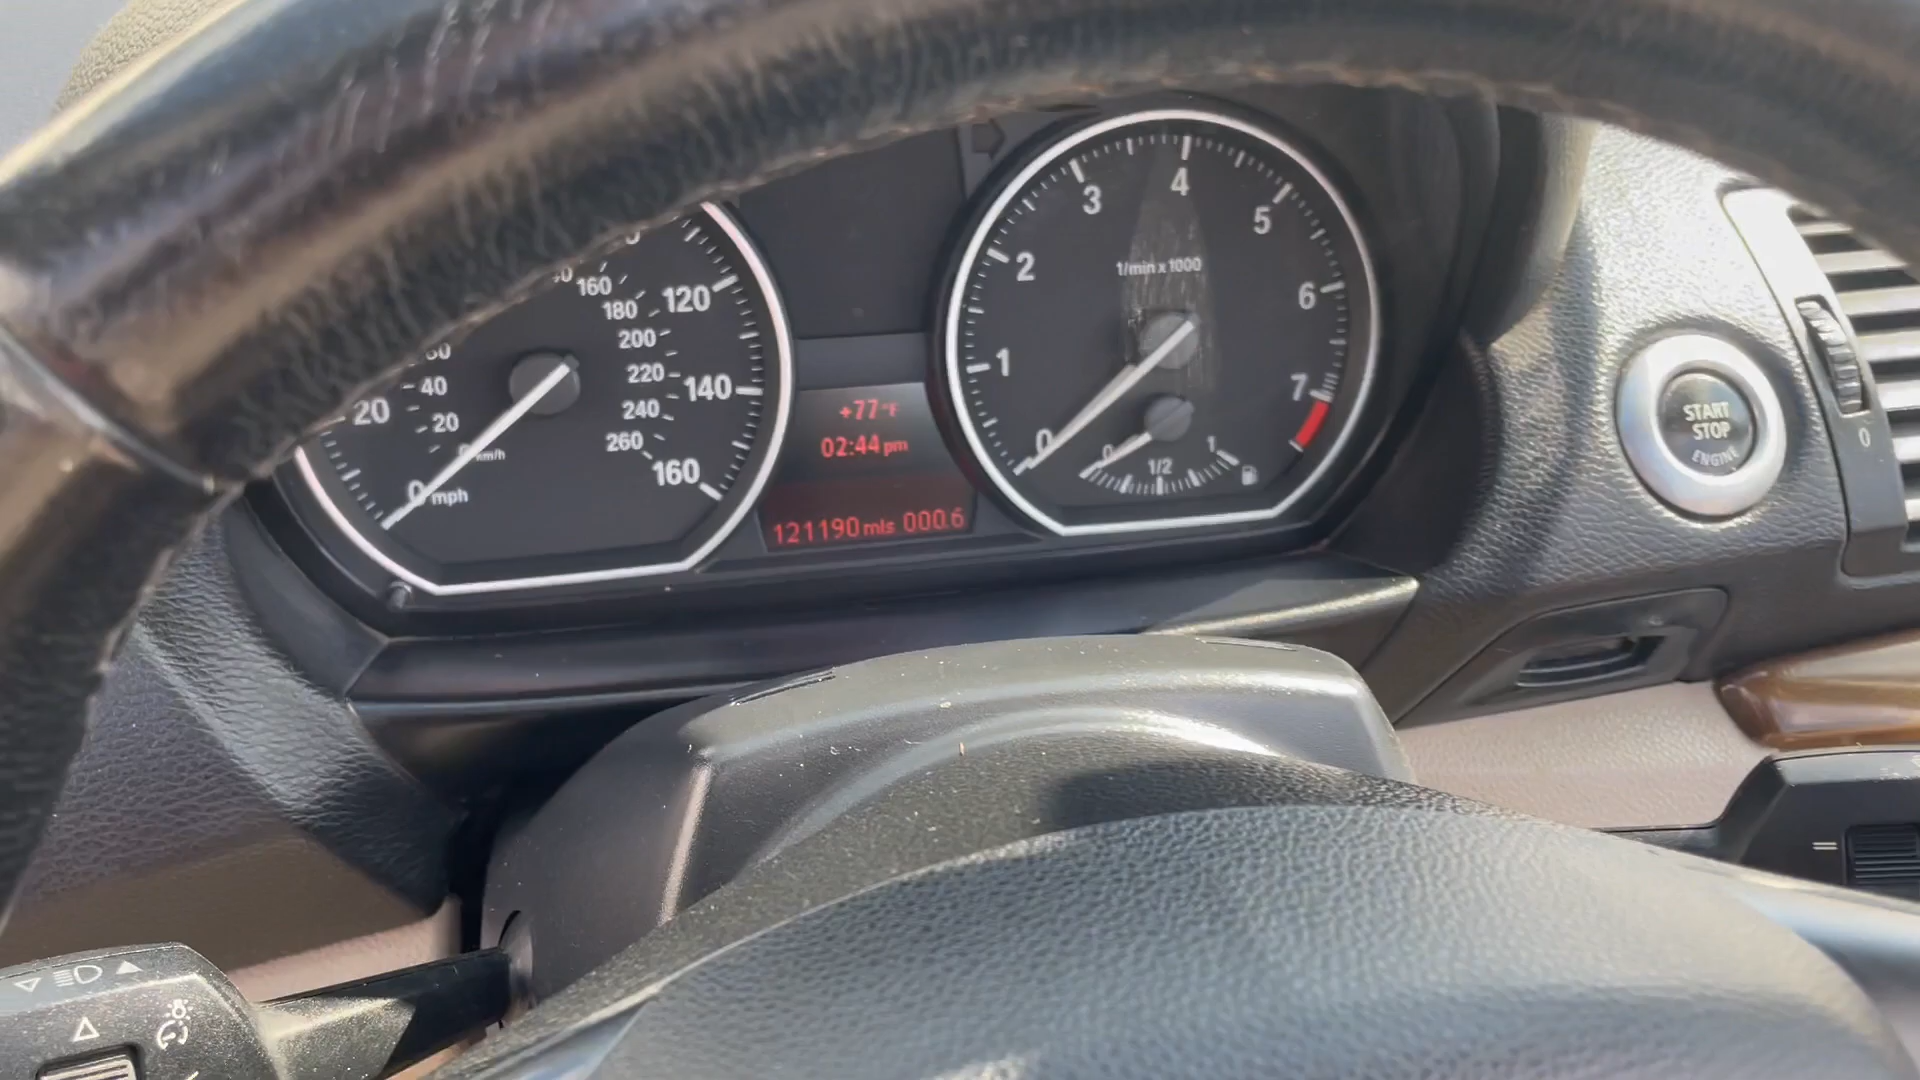 120
140
160
160
180
200
220
240
260
40
20
20
km/h
0 mph
+77°F
02:44 pm
121190 mls 000.6
0
1
2
3
4
5
6
7
1/min x 1000
0
1/2
1
START
STOP
ENGINE
0